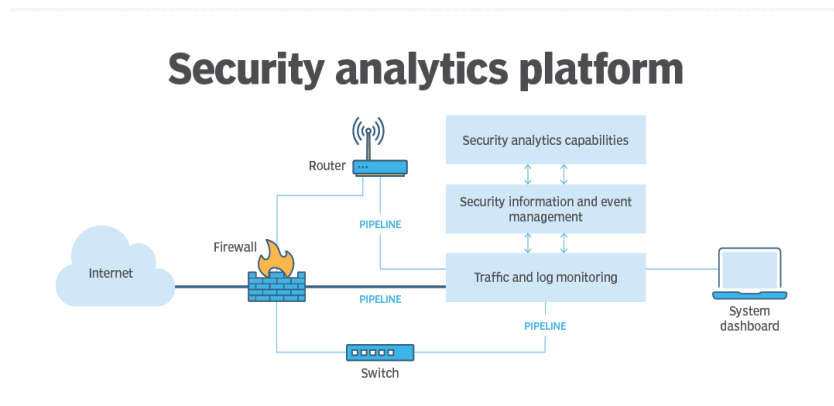 Security analytics platform
Router
Security analytics capabilities
Security information and event
management
PIPELINE
Firewall
Internet
Traffic and log monitoring
PIPELINE
System
dashboard
PIPELINE
Switch